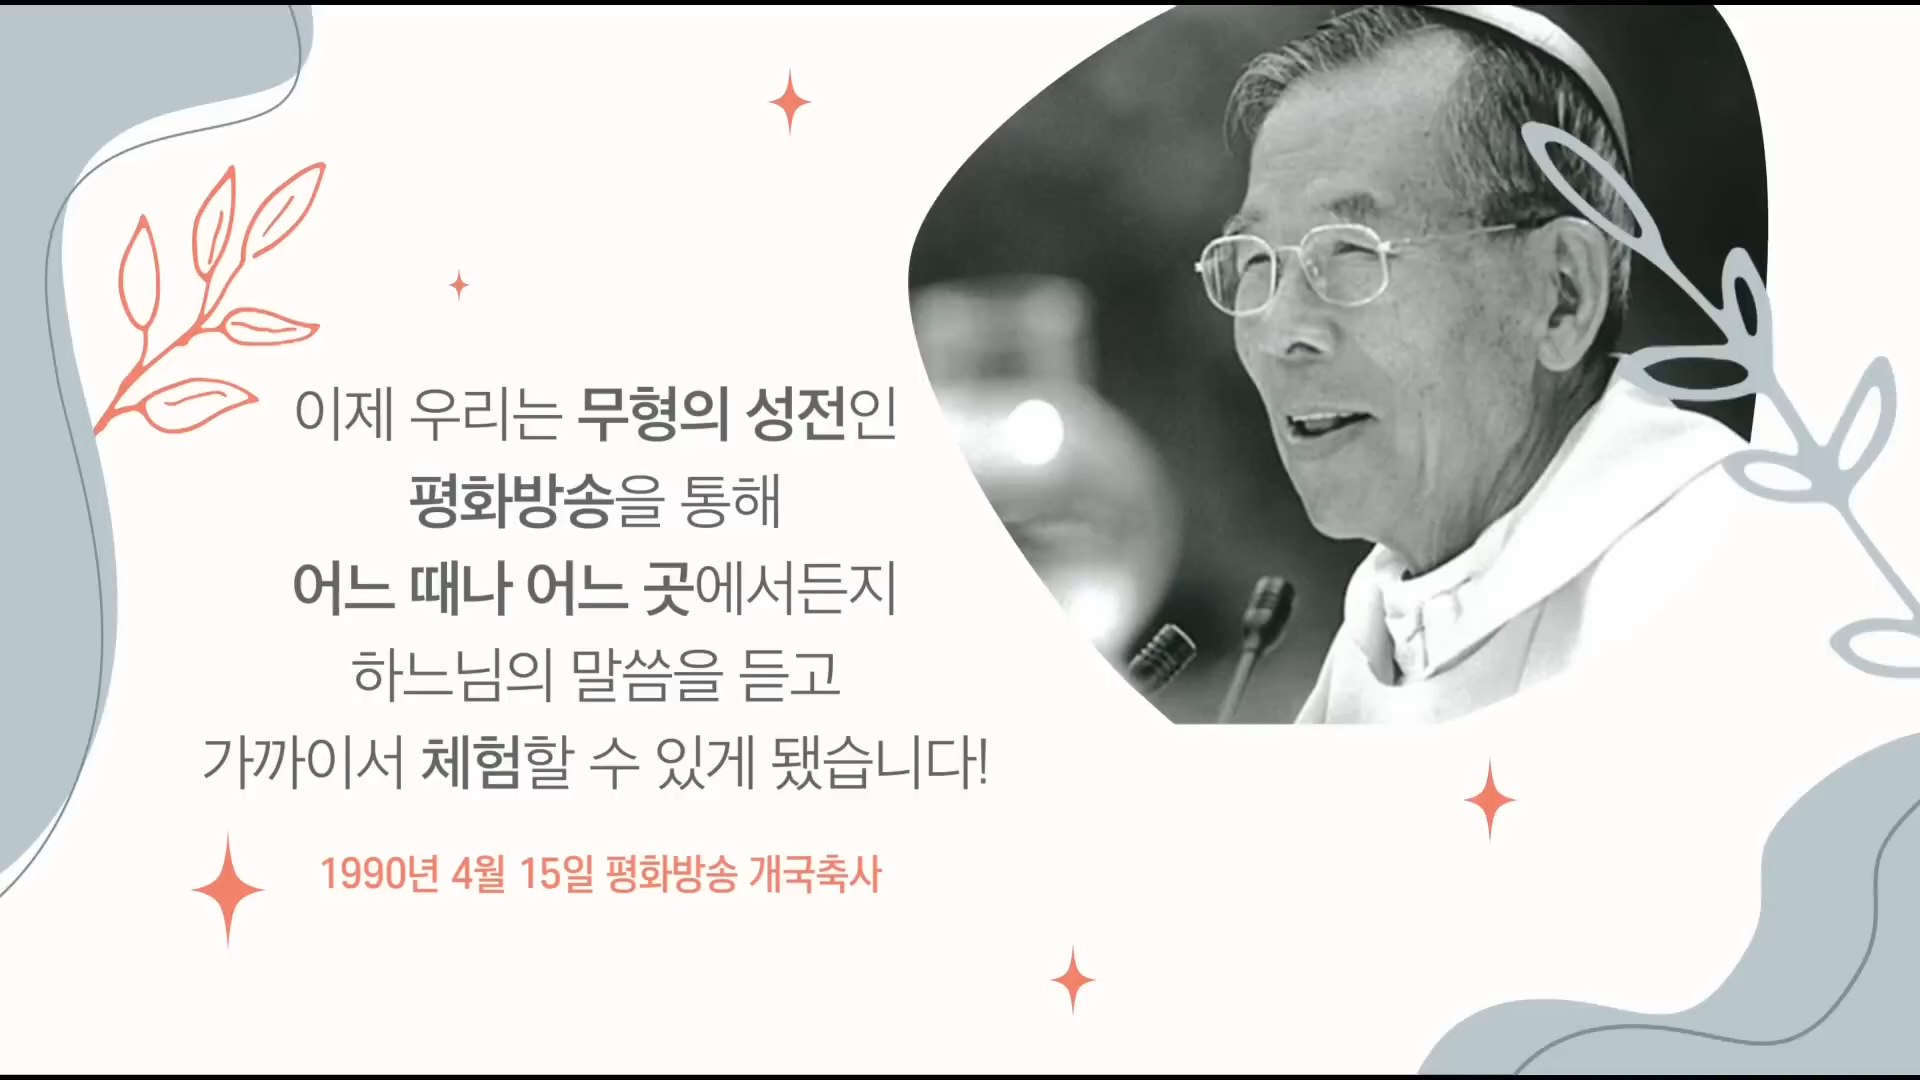 이제 우리는 무형의 성전인
평화방송을 통해
어느 때나 어느 곳에서든지
하느님의 말씀을 듣고
가까이서 체험할 수 있게 됐습니다!
1990년 4월 15일 평화방송 개국축사